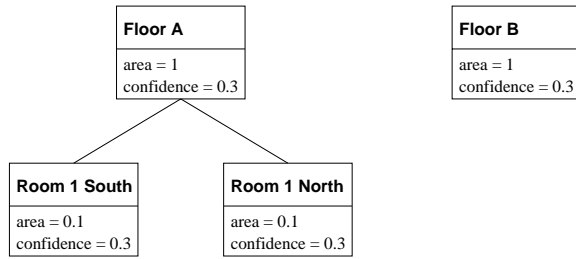 Floor A
area = 1
confidence = 0.3
Floor B
area = 1
confidence = 0.3
Room 1 South
area = 0.1
confidence = 0.3
Room 1 North
area = 0.1
confidence = 0.3